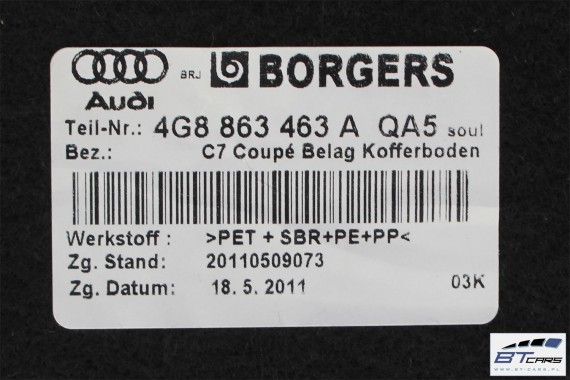 BRJ BORGERS
Audi
Teil-Nr.: 4G8 863 463 A QA5 soul
Bez.: C7 Coupé Belag Kofferboden
Werkstoff : >PET + SBR+PE+PP<
Zg. Stand: 20110509073
Zg. Datum: 18. 5. 2011 03K
BT CARS
WWW.BTCARS.PL